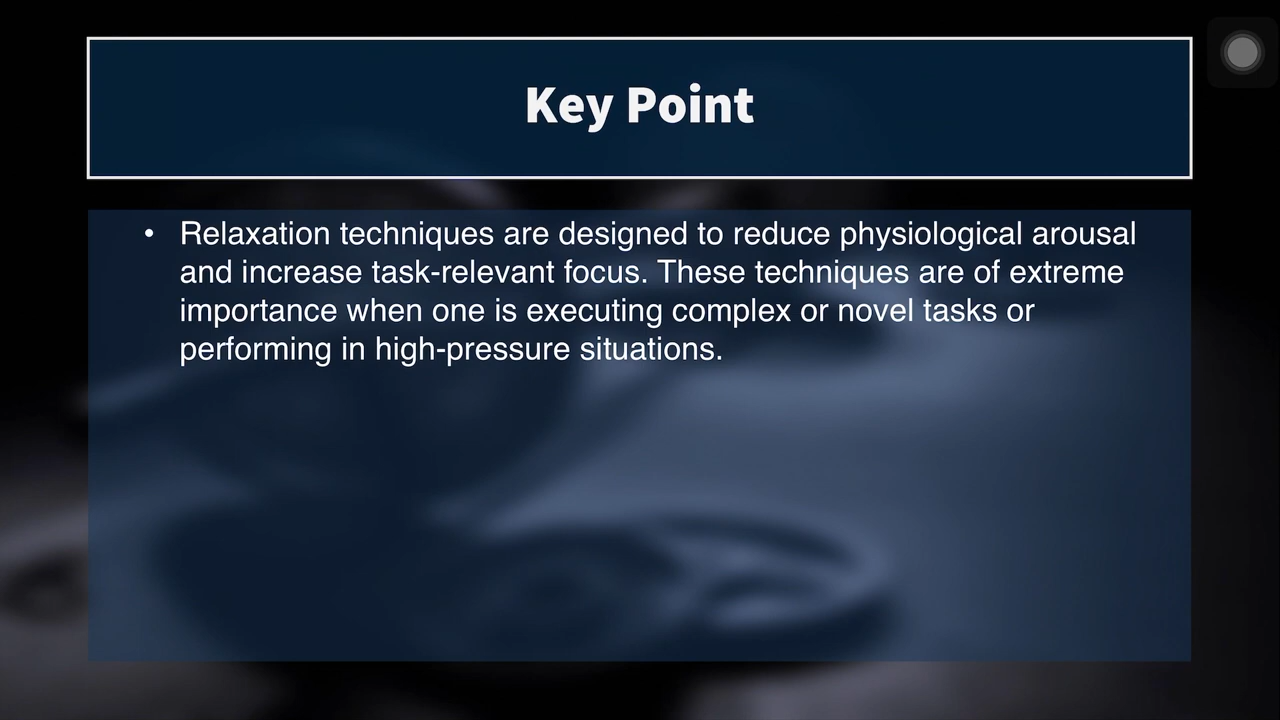 Key Point
• Relaxation techniques are designed to reduce physiological arousal
and increase task-relevant focus. These techniques are of extreme
importance when one is executing complex or novel tasks or
performing in high-pressure situations.